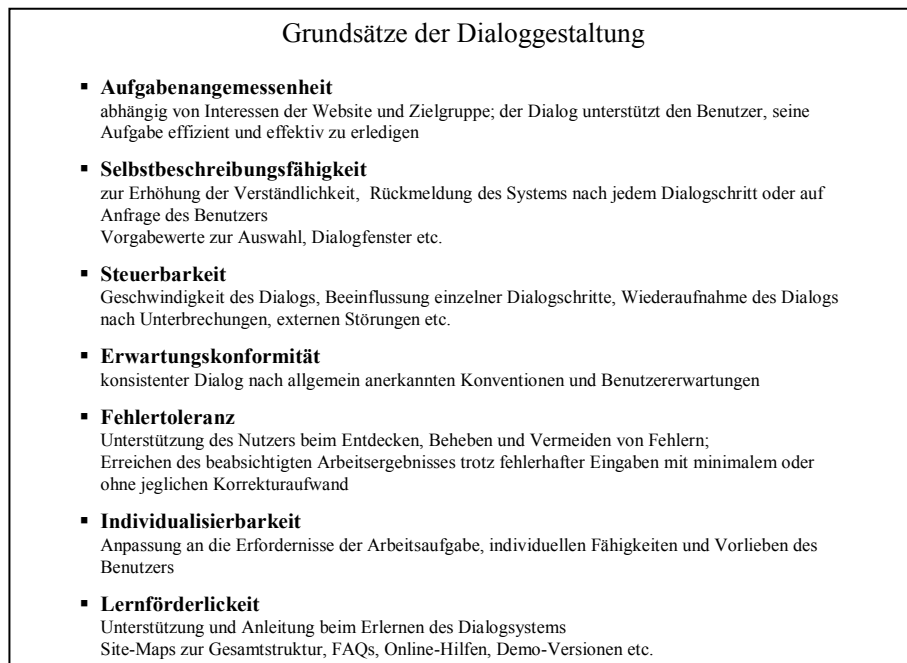 Grundsätze der Dialoggestaltung
▪ Aufgabenangemessenheit
abhängig von Interessen der Website und Zielgruppe; der Dialog unterstützt den Benutzer, seine
Aufgabe effizient und effektiv zu erledigen
▪ Selbstbeschreibungsfähigkeit
zur Erhöhung der Verständlichkeit, Rückmeldung des Systems nach jedem Dialogschritt oder auf
Anfrage des Benutzers
Vorgabewerte zur Auswahl, Dialogfenster etc.
▪ Steuerbarkeit
Geschwindigkeit des Dialogs, Beeinflussung einzelner Dialogschritte, Wiederaufnahme des Dialogs
nach Unterbrechungen, externen Störungen etc.
▪ Erwartungskonformität
konsistenter Dialog nach allgemein anerkannten Konventionen und Benutzererwartungen
▪ Fehlertoleranz
Unterstützung des Nutzers beim Entdecken, Beheben und Vermeiden von Fehlern;
Erreichen des beabsichtigten Arbeitsergebnisses trotz fehlerhafter Eingaben mit minimalem oder
ohne jeglichen Korrekturaufwand
▪ Individualisierbarkeit
Anpassung an die Erfordernisse der Arbeitsaufgabe, individuellen Fähigkeiten und Vorlieben des
Benutzers
▪ Lernförderlickeit
Unterstützung und Anleitung beim Erlernen des Dialogsystems
Site-Maps zur Gesamtstruktur, FAQs, Online-Hilfen, Demo-Versionen etc.